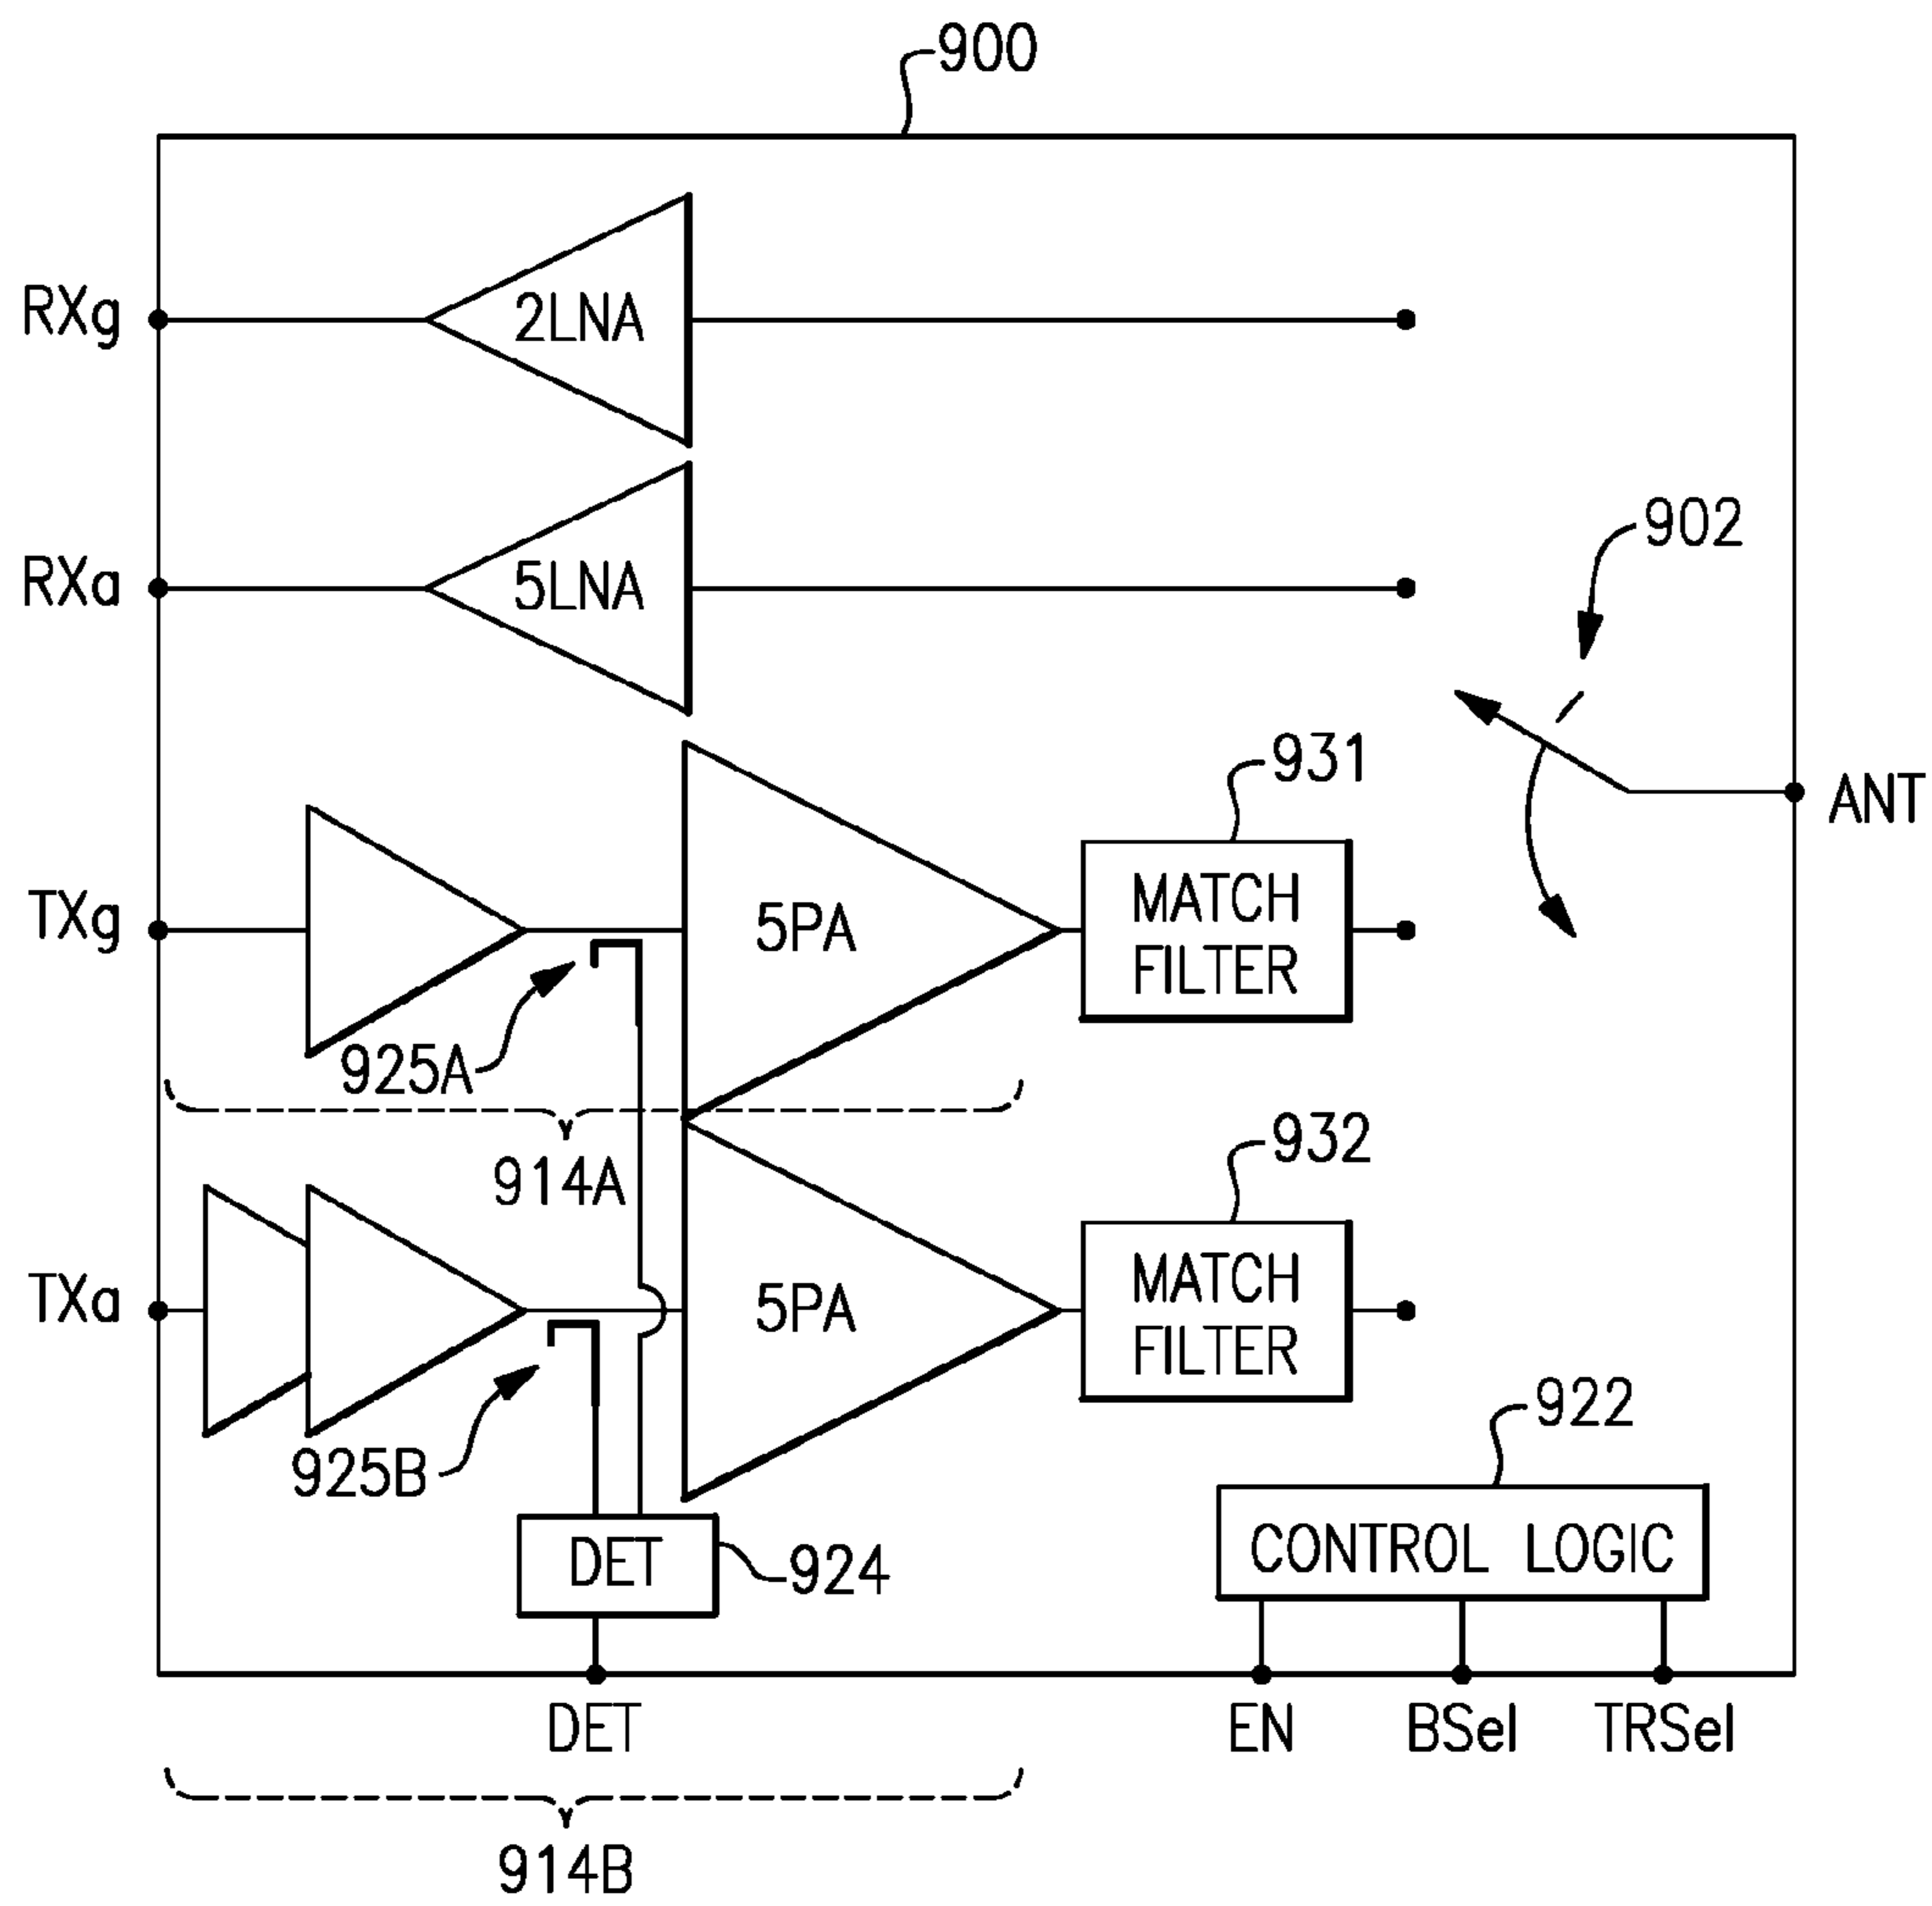 900
RXg
2LNA
RXa
5LNA
902
931
ANT
TXg
5PA
MATCH
FILTER
925A
914A
932
TXa
5PA
MATCH
FILTER
925B
922
CONTROL LOGIC
DET
924
DET
EN
BSel
TRSel
914B